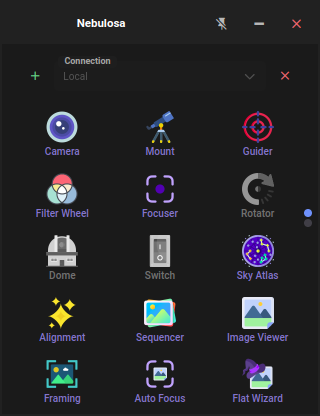 Nebulosa
Connection
Local
Camera Mount Guider
Filter Wheel Focuser Rotator
Dome Switch Sky Atlas
Alignment Sequencer Image Viewer
Framing Auto Focus Flat Wizard